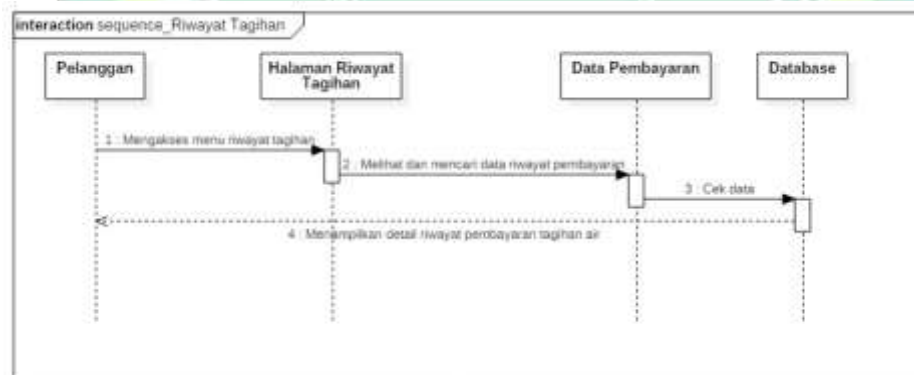 interaction sequence_Riwayat Tagihan
Pelanggan
Halaman Riwayat
Tagihan
Data Pembayaran
Database
1 : Mengakses menu riwayat tagihan
2 : Melihat dan mencari data riwayat pembayaran
3 : Cek data
4 : Menampilkan detail riwayat pembayaran tagihan air